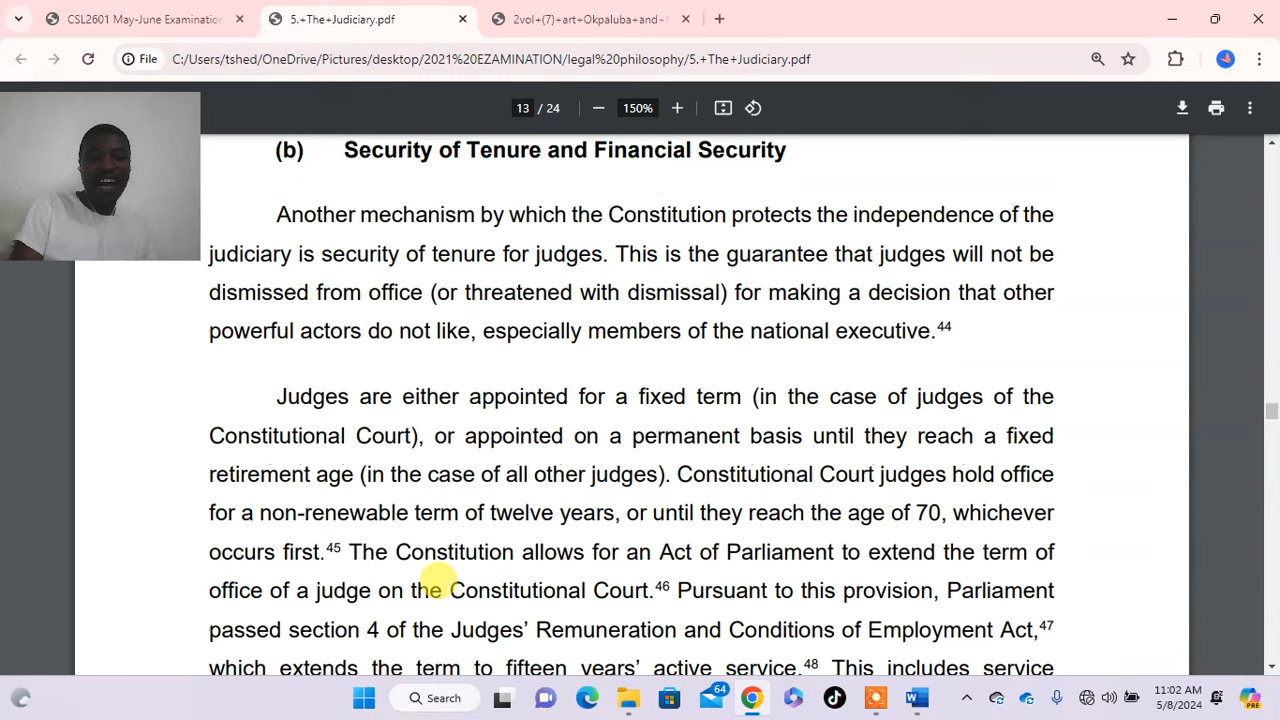 CSL2601 May-June Examination
5.+The+Judiciary.pdf
2vol+(7)+art+Okpaluba+and+
File
C:/Users/tshed/OneDrive/Pictures/desktop/2021%20EZAMINATION/legal%20philosophy/5.+The+Judiciary.pdf
13 / 24
150%
(b) Security of Tenure and Financial Security
Another mechanism by which the Constitution protects the independence of the
judiciary is security of tenure for judges. This is the guarantee that judges will not be
dismissed from office (or threatened with dismissal) for making a decision that other
powerful actors do not like, especially members of the national executive.44
Judges are either appointed for a fixed term (in the case of judges of the
Constitutional Court), or appointed on a permanent basis until they reach a fixed
retirement age (in the case of all other judges). Constitutional Court judges hold office
for a non-renewable term of twelve years, or until they reach the age of 70, whichever
occurs first.45 The Constitution allows for an Act of Parliament to extend the term of
office of a judge on the Constitutional Court.46 Pursuant to this provision, Parliament
passed section 4 of the Judges' Remuneration and Conditions of Employment Act,47
which extends the term to fifteen years' active service.48 This includes service
Search
64
11:02 AM
5/8/2024
PRE